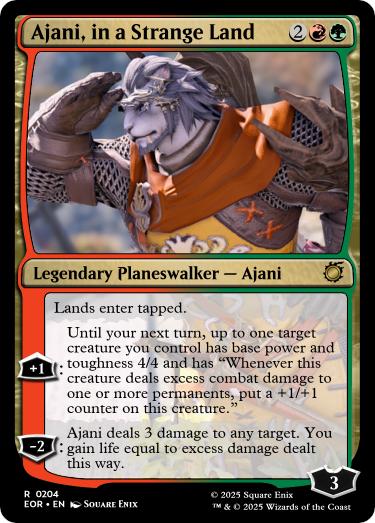 Ajani, in a Strange Land 2
Legendary Planeswalker — Ajani
Lands enter tapped.
Until your next turn, up to one target
creature you control has base power and
toughness 4/4 and has “Whenever this
+1: creature deals excess combat damage to
one or more permanents, put a +1/+1
counter on this creature.”
Ajani deals 3 damage to any target. You
−2: gain life equal to excess damage dealt
this way.
3
R 0204
EOR • EN SQUARE ENIX
© 2025 Square Enix
™ & © 2025 Wizards of the Coast